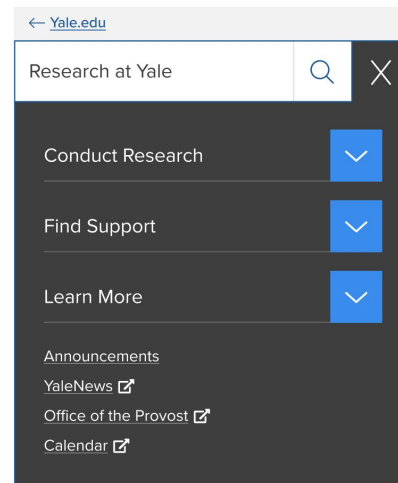 ← Yale.edu
Research at Yale
Conduct Research
Find Support
Learn More
Announcements
YaleNews
Office of the Provost
Calendar